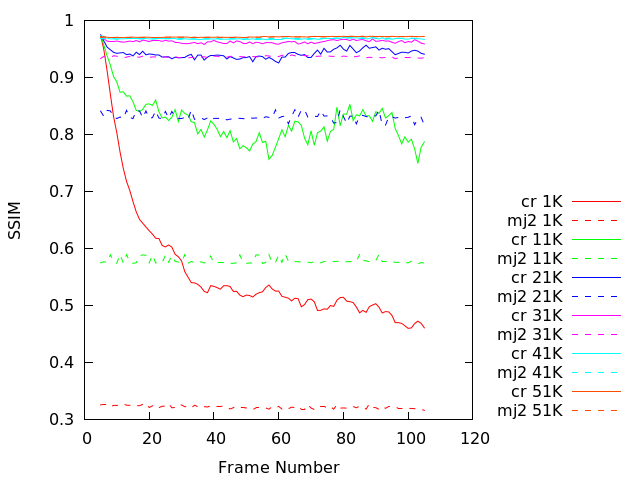 1
0.9
0.8
0.7
0.6
0.5
0.4
0.3
SSIM
0 20 40 60 80 100 120
Frame Number
cr 1K
mj2 1K
cr 11K
mj2 11K
cr 21K
mj2 21K
cr 31K
mj2 31K
cr 41K
mj2 41K
cr 51K
mj2 51K